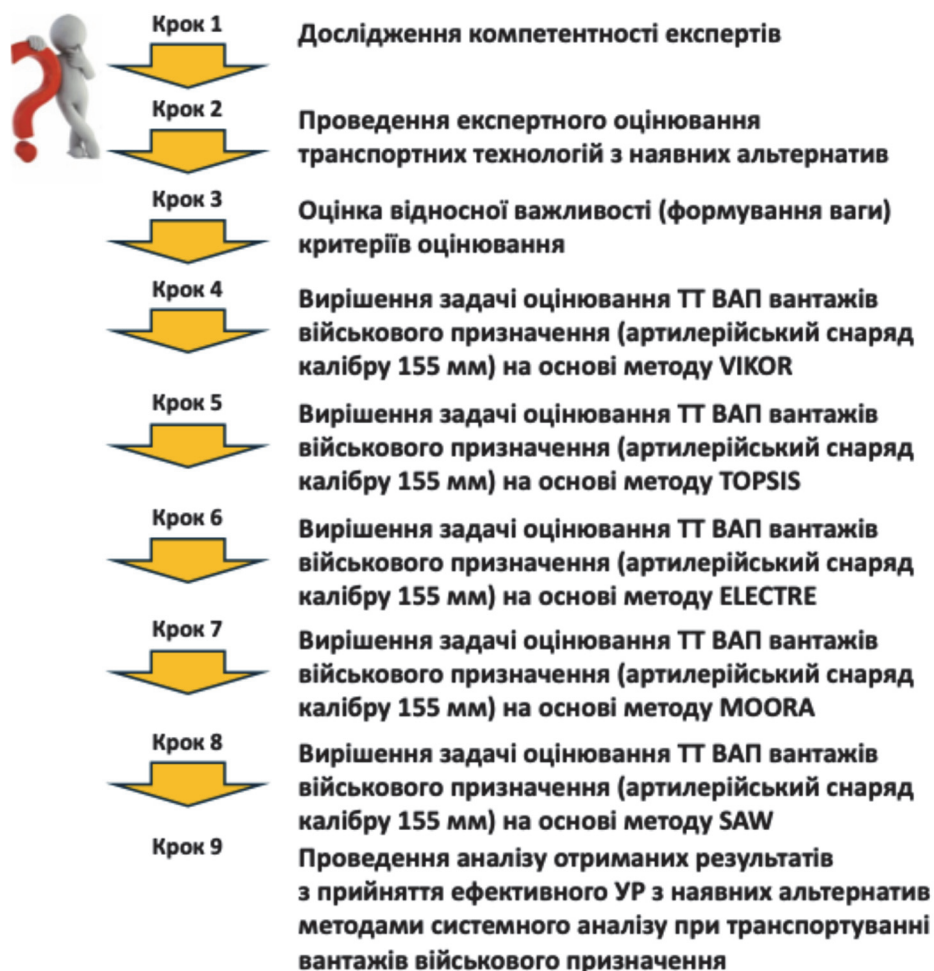 Крок 1
Дослідження компетентності експертів
Крок 2
Проведення експертного оцінювання
транспортних технологій з наявних альтернатив
Крок 3
Оцінка відносної важливості (формування ваги)
критеріїв оцінювання
Крок 4
Вирішення задачі оцінювання ТТ ВАП вантажів
військового призначення (артилерійський снаряд
калібру 155 мм) на основі методу VIKOR
Крок 5
Вирішення задачі оцінювання ТТ ВАП вантажів
військового призначення (артилерійський снаряд
калібру 155 мм) на основі методу TOPSIS
Крок 6
Вирішення задачі оцінювання ТТ ВАП вантажів
військового призначення (артилерійський снаряд
калібру 155 мм) на основі методу ELECTRE
Крок 7
Вирішення задачі оцінювання ТТ ВАП вантажів
військового призначення (артилерійський снаряд
калібру 155 мм) на основі методу MOORA
Крок 8
Вирішення задачі оцінювання ТТ ВАП вантажів
військового призначення (артилерійський снаряд
калібру 155 мм) на основі методу SAW
Крок 9
Проведення аналізу отриманих результатів
з прийняття ефективного УР з наявних альтернатив
методами системного аналізу при транспортуванні
вантажів військового призначення